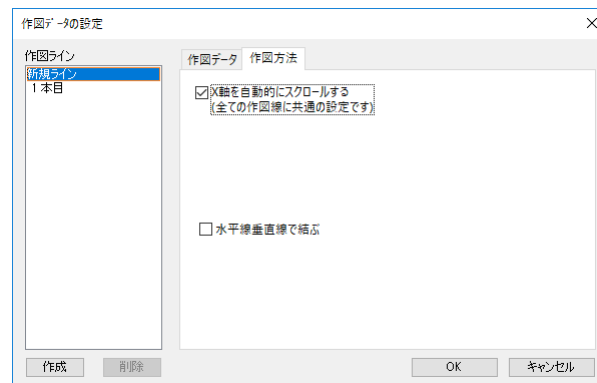 作図ﾃﾞｰﾀの設定
作図ライン
新規ライン
1 本目
作図データ
作図方法
X軸を自動的にスクロールする
(全ての作図線に共通の設定です)
水平線垂直線で結ぶ
作成
削除
OK
キャンセル